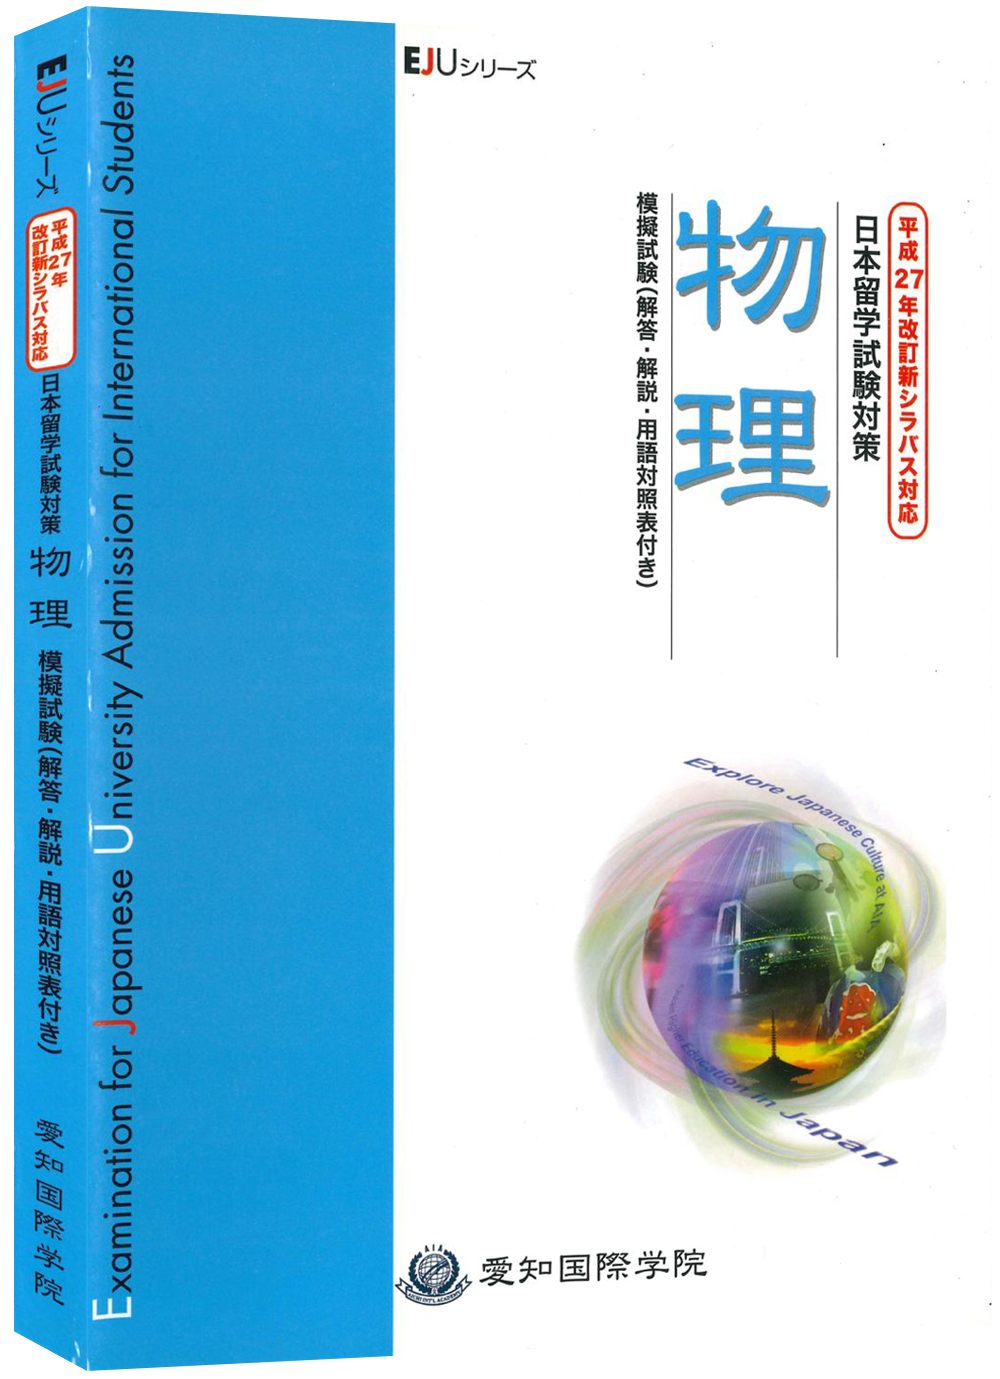 EJUシリーズ
平成27年
改訂新シラバス対応
日本留学試験対策
物理
模擬試験(解答・解説・用語対照表付き)
愛知国際学院
Examination for Japanese University Admission for International Students
EJUシリーズ
平成27年改訂新シラバス対応
日本留学試験対策
物理
模擬試験(解答・解説・用語対照表付き)
Explore Japanese Culture at AIA,
Higher Education in Japan
AIA
AICHI INT'L ACADEMY
愛知国際学院